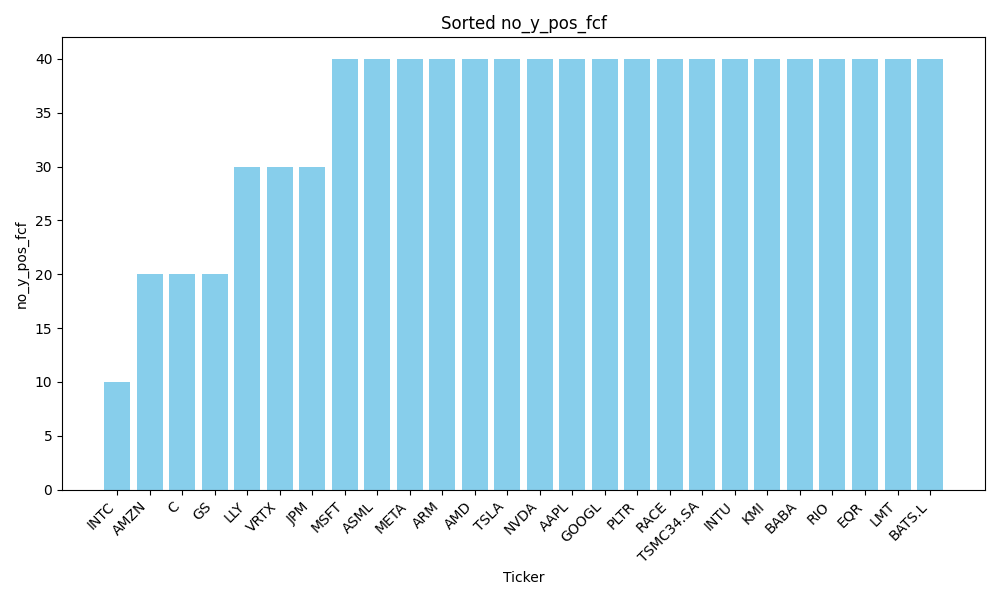 Sorted no_y_pos_fcf
no_y_pos_fcf
40
35
30
25
20
15
10
5
0
INTC
AMZN
C
GS
LLY
VRTX
JPM
MSFT
ASML
META
ARM
AMD
TSLA
NVDA
AAPL
GOOGL
PLTR
RACE
TSMC34.SA
INTU
KMI
BABA
RIO
EQR
LMT
BATS.L
Ticker